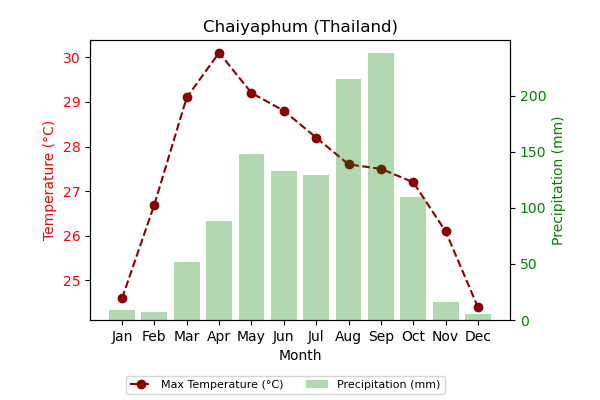 Chaiyaphum (Thailand)
30
29
28
27
26
25
Temperature (°C)
200
150
100
50
0
Precipitation (mm)
Jan Feb Mar Apr May Jun Jul Aug Sep Oct Nov Dec
Month
Max Temperature (°C) Precipitation (mm)